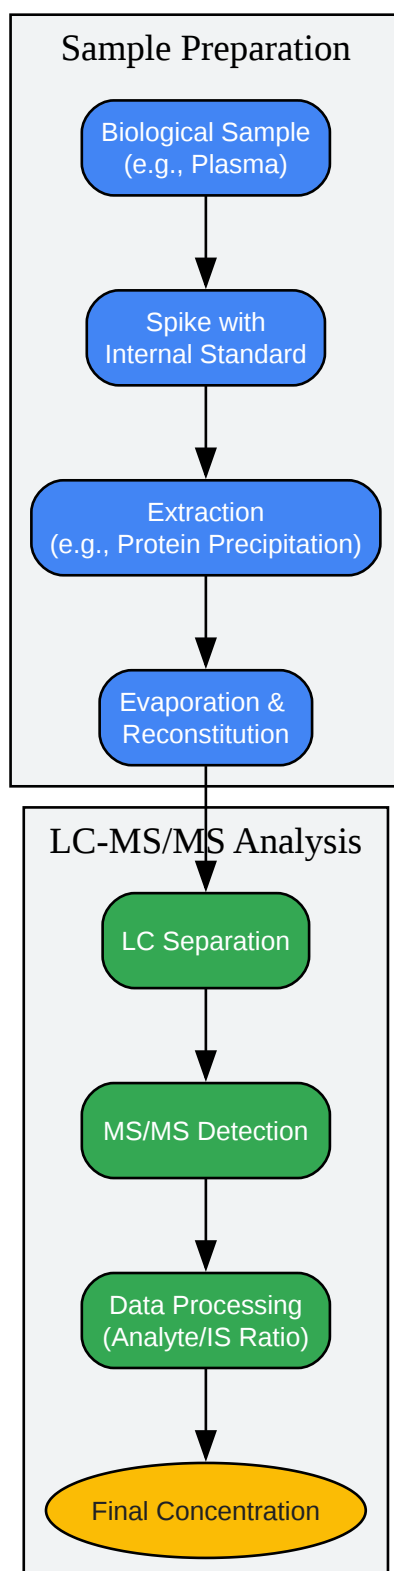 Sample Preparation
Biological Sample
(e.g., Plasma)
Spike with
Internal Standard
Extraction
(e.g., Protein Precipitation)
Evaporation &
Reconstitution
LC-MS/MS Analysis
LC Separation
MS/MS Detection
Data Processing
(Analyte/IS Ratio)
Final Concentration